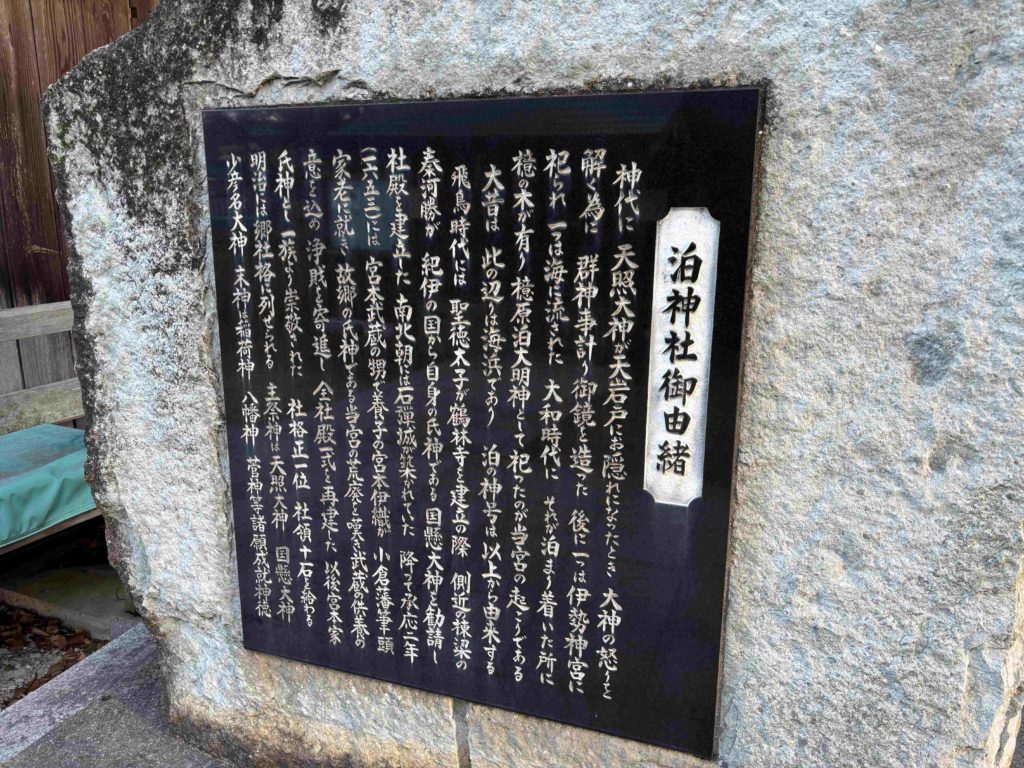 泊神社御由緒
神代に 天照大神が天岩戸にお隠れになったとき 大神の怒りを
解く為に 群神事計り御鏡を造った 後に一つは伊勢神宮に
祀られ 一つは海に流された 大和時代に それが泊まり着いた所に
檍の木が有り 檍原泊大明神として祀ったのが当宮の起こりである
大昔は 此の辺りは海浜であり 泊の神号は以上から由来する
飛鳥時代には 聖徳太子が鶴林寺を建立の際 側近の棟梁の
秦河勝が 紀伊の国から自身の氏神である 国懸大神を勧請し
社殿を建立した 南北朝には石弾城が築かれていた 降って承応二年
(一六五三)には 宮本武蔵の甥で養子の宮本伊織が 小倉藩筆頭
家老に就き 故郷の氏神である当宮の荒廃を嘆き武蔵の供養の
意を込め 浄財を寄進し 全社殿一式を再建した 以後宮本家
氏神とし 一族より崇敬された 社格正一位 社領十石を給わる
明治には郷社格に列せられる 主祭神は天照大神 国懸大神
少彦名大神 末神は稲荷神 八幡神 菅神等諸願成就神徳